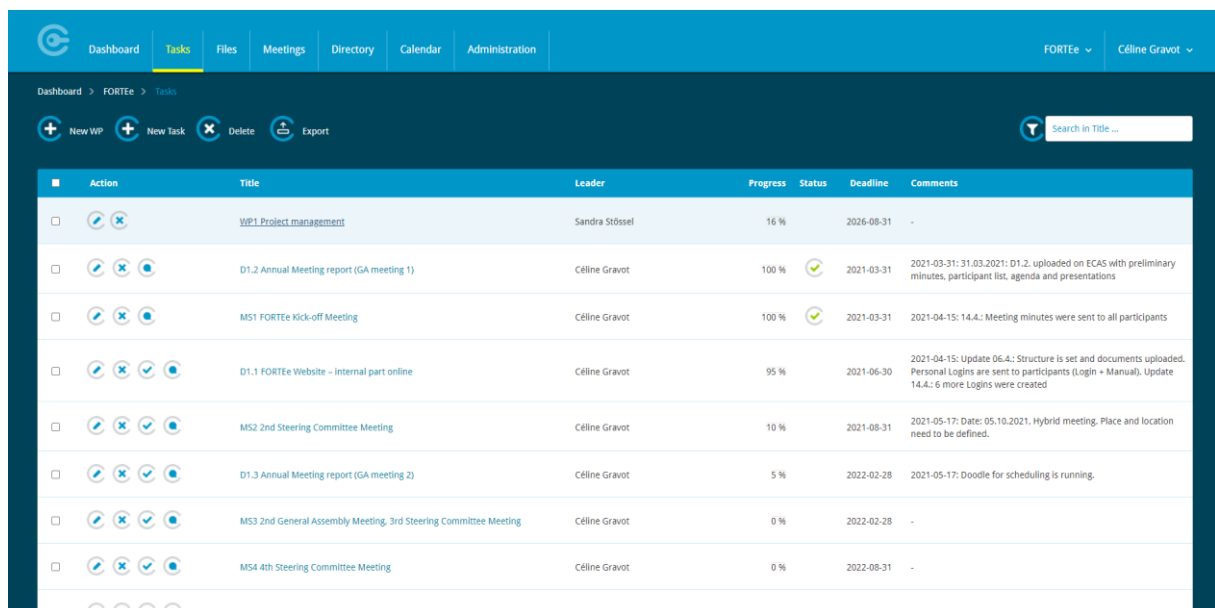 Dashboard Tasks Files Meetings Directory Calendar Administration FORTEe Céline Gravot
Dashboard > FORTEe > Tasks
New WP New Task Delete Export Search in Title ...
Action Title Leader Progress Status Deadline Comments
WP1 Project management Sandra Stössel 16 % 2026-08-31 -
D1.2 Annual Meeting report (GA meeting 1) Céline Gravot 100 % 2021-03-31 2021-03-31: 31.03.2021: D1.2. uploaded on ECAS with preliminary
minutes, participant list, agenda and presentations
MS1 FORTEe Kick-off Meeting Céline Gravot 100 % 2021-03-31 2021-04-15: 14.4.: Meeting minutes were sent to all participants
2021-04-15: Update 06.4.: Structure is set and documents uploaded.
D1.1 FORTEe Website – internal part online Céline Gravot 95 % 2021-06-30 Personal Logins are sent to participants (Login + Manual). Update
14.4.: 6 more Logins were created
MS2 2nd Steering Committee Meeting Céline Gravot 10 % 2021-08-31 2021-05-17: Date: 05.10.2021, Hybrid meeting. Place and location
need to be defined.
D1.3 Annual Meeting report (GA meeting 2) Céline Gravot 5 % 2022-02-28 2021-05-17: Doodle for scheduling is running.
MS3 2nd General Assembly Meeting, 3rd Steering Committee Meeting Céline Gravot 0 % 2022-02-28 -
MS4 4th Steering Committee Meeting Céline Gravot 0 % 2022-08-31 -